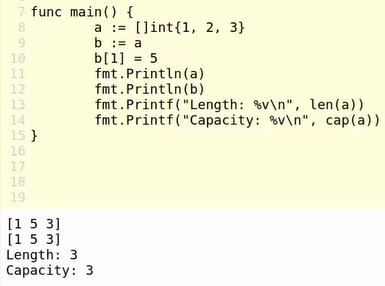 7 func main() {
8 a := []int{1, 2, 3}
9 b := a
10 b[1] = 5
11 fmt.Println(a)
12 fmt.Println(b)
13 fmt.Printf("Length: %v\n", len(a))
14 fmt.Printf("Capacity: %v\n", cap(a))
15 }
16
17
18
19
[1 5 3]
[1 5 3]
Length: 3
Capacity: 3